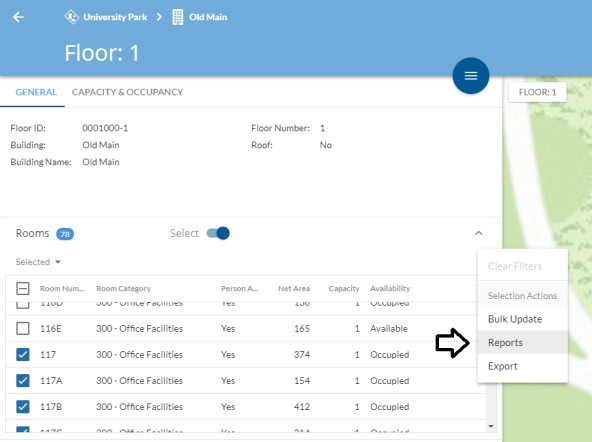 University Park > Old Main
Floor: 1
GENERAL CAPACITY & OCCUPANCY
FLOOR: 1
Floor ID: 0001000-1 Floor Number: 1
Building: Old Main Roof: No
Building Name: Old Main
Rooms 78 Select
Selected
Clear Filters
Selection Actions
Bulk Update
Reports
Export
Room Num... Room Category Person A... Net Area Capacity Availability
116D 300 - Office Facilities Yes 136 1 Occupied
116E 300 - Office Facilities Yes 165 1 Available
117 300 - Office Facilities Yes 374 1 Occupied
117A 300 - Office Facilities Yes 154 1 Occupied
117B 300 - Office Facilities Yes 412 1 Occupied
117C 300 - Office Facilities Yes 1 Occupied